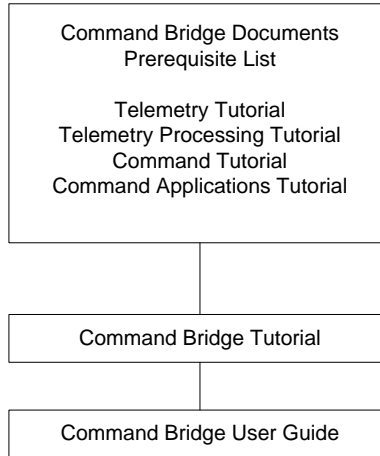 Command Bridge Documents
Prerequisite List
Telemetry Tutorial
Telemetry Processing Tutorial
Command Tutorial
Command Applications Tutorial
Command Bridge Tutorial
Command Bridge User Guide